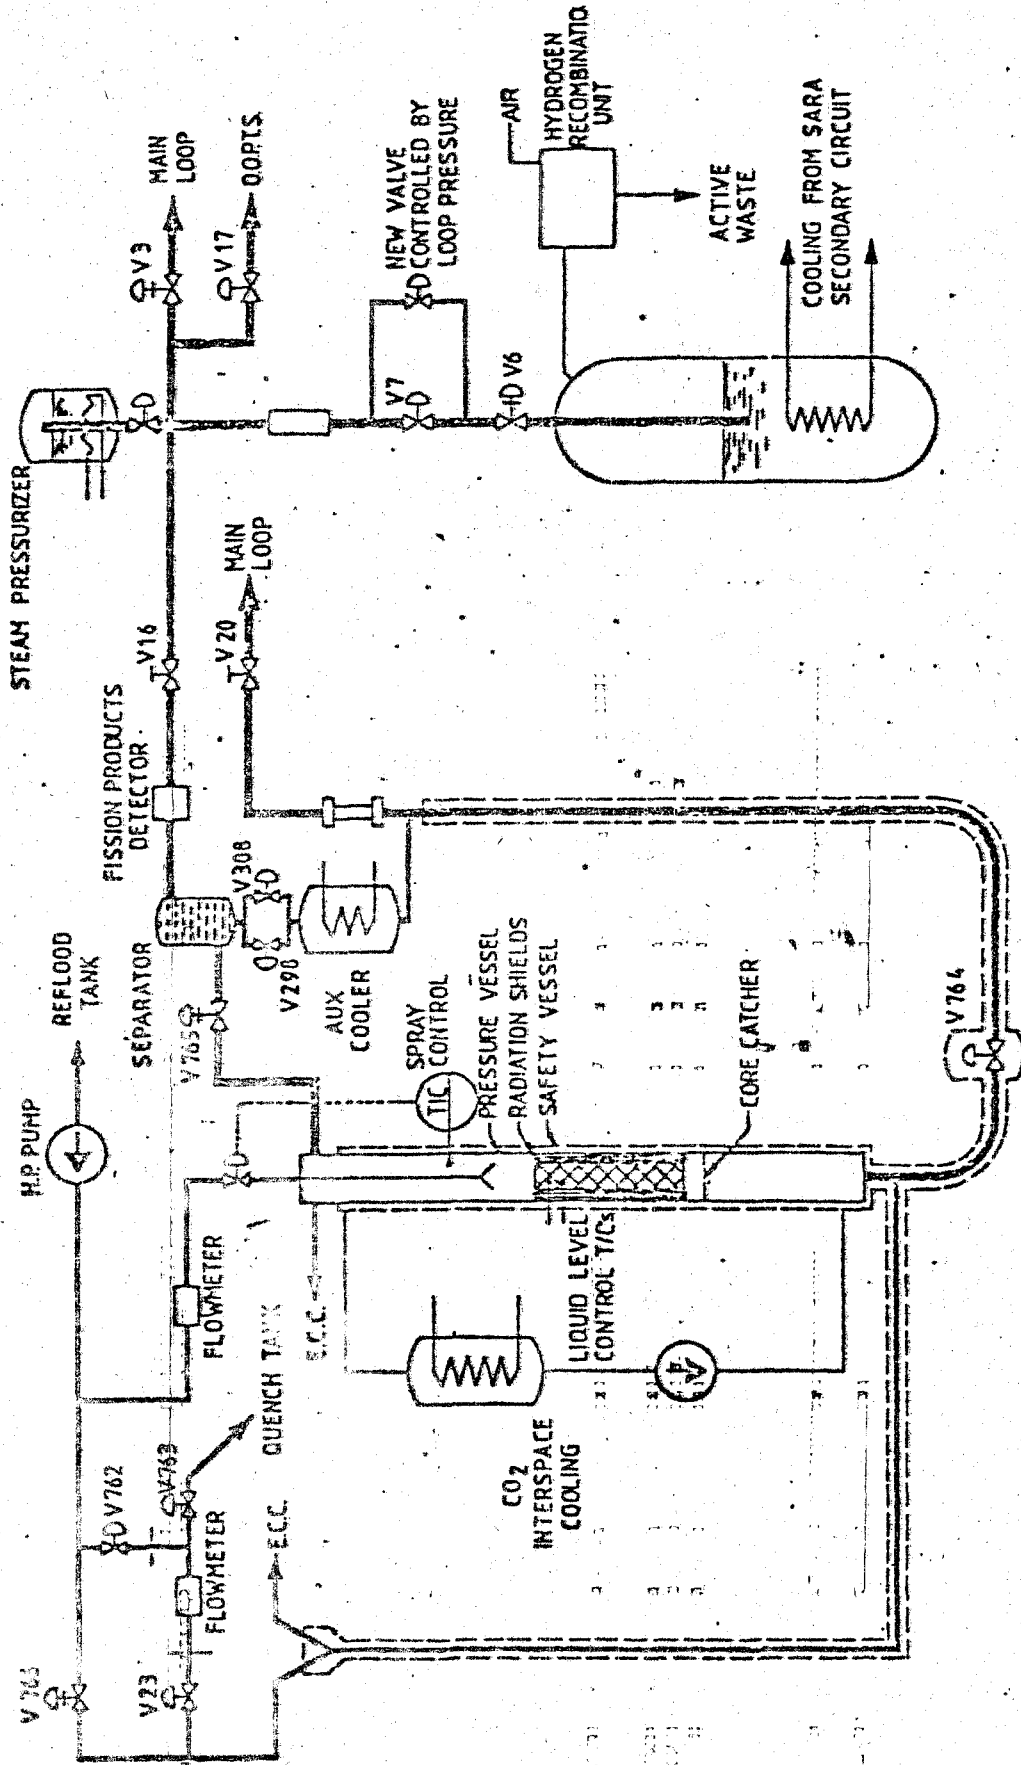 STEAM PRESSURIZER
V3
MAIN
LOOP
V17
O.O.P.T.S.
NEW VALVE
CONTROLLED BY
LOOP PRESSURE
V7
V6
AIR
HYDROGEN
RECOMBINATIO
UNIT
ACTIVE
WASTE
COOLING FROM SARA
SECONDARY CIRCUIT
REFLOOD
TANK
H.P. PUMP
SEPARATOR
FISSION PRODUCTS
DETECTOR
V16
MAIN
LOOP
V20
V308
V298
V765
AUX
COOLER
SPRAY
CONTROL
TIC
PRESSURE VESSEL
RADIATION SHIELDS
SAFETY VESSEL
CORE CATCHER
V764
FLOWMETER
QUENCH TANK
E.C.C.
LIQUID LEVEL
CONTROL T/Cs
CO2
INTERSPACE
COOLING
V762
V763
FLOWMETER
E.C.C.
V23